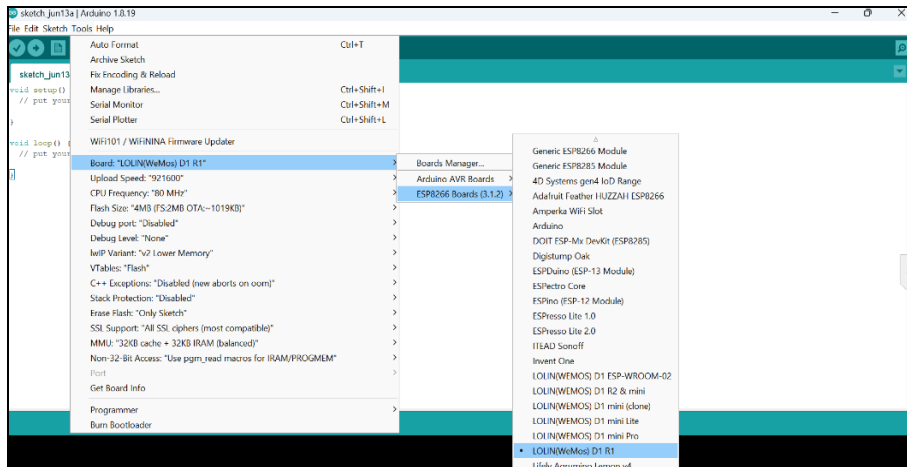 sketch_jun13a | Arduino 1.8.19
File Edit Sketch Tools Help
sketch_jun13
void setup()
// put your
}
void loop() {
// put your
}
Auto Format Ctrl+T
Archive Sketch
Fix Encoding & Reload
Manage Libraries... Ctrl+Shift+I
Serial Monitor Ctrl+Shift+M
Serial Plotter Ctrl+Shift+L
WiFi101 / WiFiNINA Firmware Updater
Board: "LOLIN(WeMos) D1 R1"
Upload Speed: "921600"
CPU Frequency: "80 MHz"
Flash Size: "4MB (FS:2MB OTA:~1019KB)"
Debug port: "Disabled"
Debug Level: "None"
lwIP Variant: "v2 Lower Memory"
VTables: "Flash"
C++ Exceptions: "Disabled (new aborts on oom)"
Stack Protection: "Disabled"
Erase Flash: "Only Sketch"
SSL Support: "All SSL ciphers (most compatible)"
MMU: "32KB cache + 32KB IRAM (balanced)"
Non-32-Bit Access: "Use pgm_read macros for IRAM/PROGMEM"
Port
Get Board Info
Programmer
Burn Bootloader
Boards Manager...
Arduino AVR Boards
ESP8266 Boards (3.1.2)
Generic ESP8266 Module
Generic ESP8285 Module
4D Systems gen4 IoD Range
Adafruit Feather HUZZAH ESP8266
Amperka WiFi Slot
Arduino
DOIT ESP-Mx DevKit (ESP8285)
Digistump Oak
ESPDuino (ESP-13 Module)
ESPectro Core
ESPino (ESP-12 Module)
ESPresso Lite 1.0
ESPresso Lite 2.0
ITEAD Sonoff
Invent One
LOLIN(WEMOS) D1 ESP-WROOM-02
LOLIN(WEMOS) D1 R2 & mini
LOLIN(WEMOS) D1 mini (clone)
LOLIN(WEMOS) D1 mini Lite
LOLIN(WEMOS) D1 mini Pro
LOLIN(WeMos) D1 R1
Lifely Agrumino Lemon v4